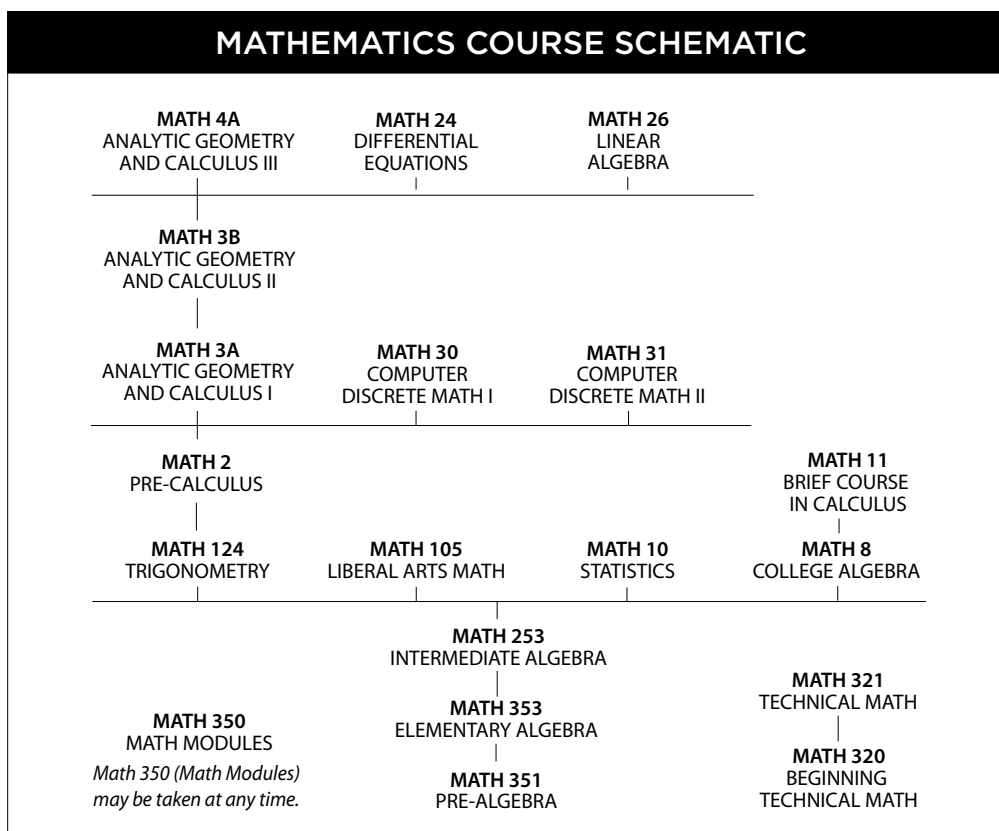 MATHEMATICS COURSE SCHEMATIC
MATH 4A
ANALYTIC GEOMETRY
AND CALCULUS III
MATH 24
DIFFERENTIAL
EQUATIONS
MATH 26
LINEAR
ALGEBRA
MATH 3B
ANALYTIC GEOMETRY
AND CALCULUS II
MATH 3A
ANALYTIC GEOMETRY
AND CALCULUS I
MATH 30
COMPUTER
DISCRETE MATH I
MATH 31
COMPUTER
DISCRETE MATH II
MATH 2
PRE-CALCULUS
MATH 11
BRIEF COURSE
IN CALCULUS
MATH 124
TRIGONOMETRY
MATH 105
LIBERAL ARTS MATH
MATH 10
STATISTICS
MATH 8
COLLEGE ALGEBRA
MATH 253
INTERMEDIATE ALGEBRA
MATH 321
TECHNICAL MATH
MATH 353
ELEMENTARY ALGEBRA
MATH 350
MATH MODULES
Math 350 (Math Modules)
may be taken at any time.
MATH 351
PRE-ALGEBRA
MATH 320
BEGINNING
TECHNICAL MATH